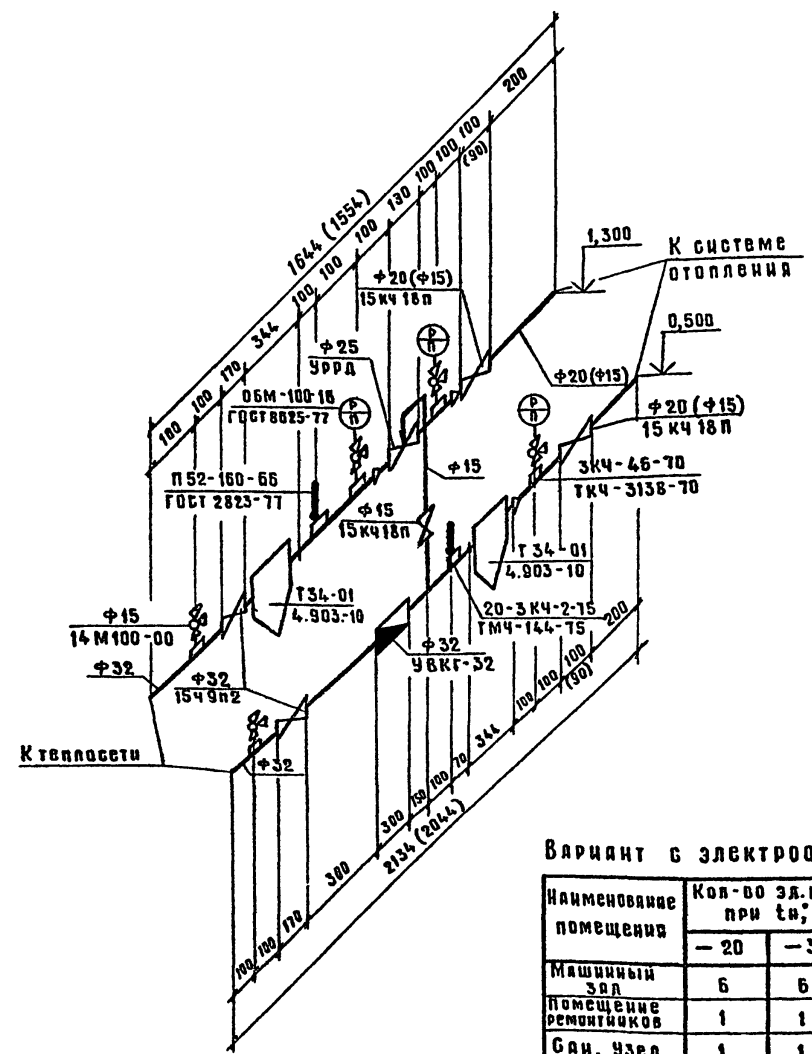 200
100
100
(90)
100
130
100
100
100
344
170
100
100
1644 (1554)
1,300
К системе
отопления
0,500
ф20(ф15)
15кч18п
ф25
УРРД
Р
П
Р
П
Р
П
ф20(ф15)
ф20 (ф15)
15кч18п
ОБМ-100-16
ГОСТ 8625-77
П52-160-66
ГОСТ 2823-77
ф15
15кч18п
ф15
ЗКЧ-46-70
ТКЧ-3138-70
Т34-01
4.903-10
Т34-01
4.903-10
20-3КЧ-2-75
ТМЧ-144-75
ф15
14М100-00
ф32
ф32
15ч9п2
ф32
УВКГ-32
К теплосети
ф32
200
100
(90)
100
100
344
70
100
150
300
380
170
100
100
2134 (2044)
Вариант с электроо
Наименование помещения
Кол-во эл.
при tн,°
-20
Машинный зал
6
6
Помещение ремонтников
1
1
Сан. узел
1
1